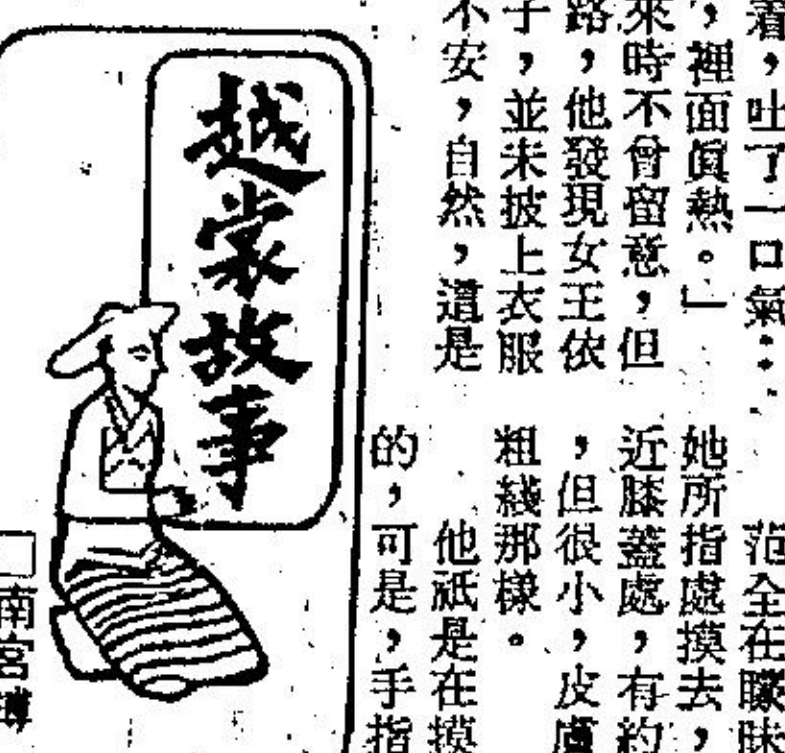 着，吐了一口氣…
，裡面眞熱。」
來時不曾留意，但
路，他發現女王依
子，並未披上衣服
不安，自然，這是
范全在矇昧
她所指處摸去，
近膝蓋處，有約
，但很小，皮膚
粗綫那樣。
他祇是在摸
的，可是，手指
越裳故事
□南宮搏